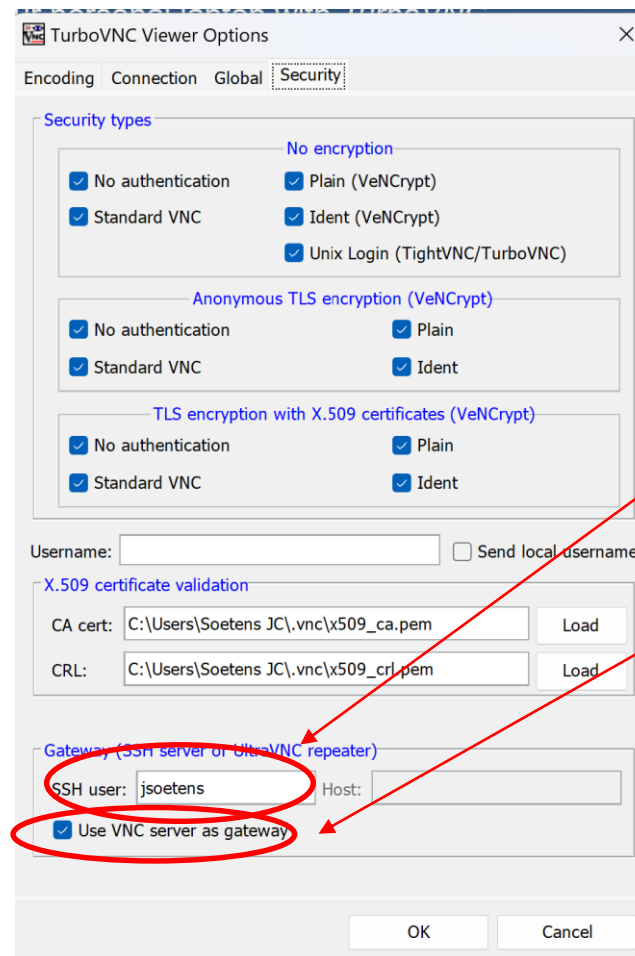 TurboVNC Viewer Options
Encoding Connection Global Security
Security types
No encryption
No authentication Plain (VeNCrypt)
Standard VNC Ident (VeNCrypt)
Unix Login (TightVNC/TurboVNC)
Anonymous TLS encryption (VeNCrypt)
No authentication Plain
Standard VNC Ident
TLS encryption with X.509 certificates (VeNCrypt)
No authentication Plain
Standard VNC Ident
Username: Send local username
X.509 certificate validation
CA cert: C:\Users\Soetens JC\.vnc\x509_ca.pem Load
CRL: C:\Users\Soetens JC\.vnc\x509_crl.pem Load
Gateway (SSH server or UltraVNC repeater)
SSH user: jsoetens Host:
Use VNC server as gateway
OK Cancel